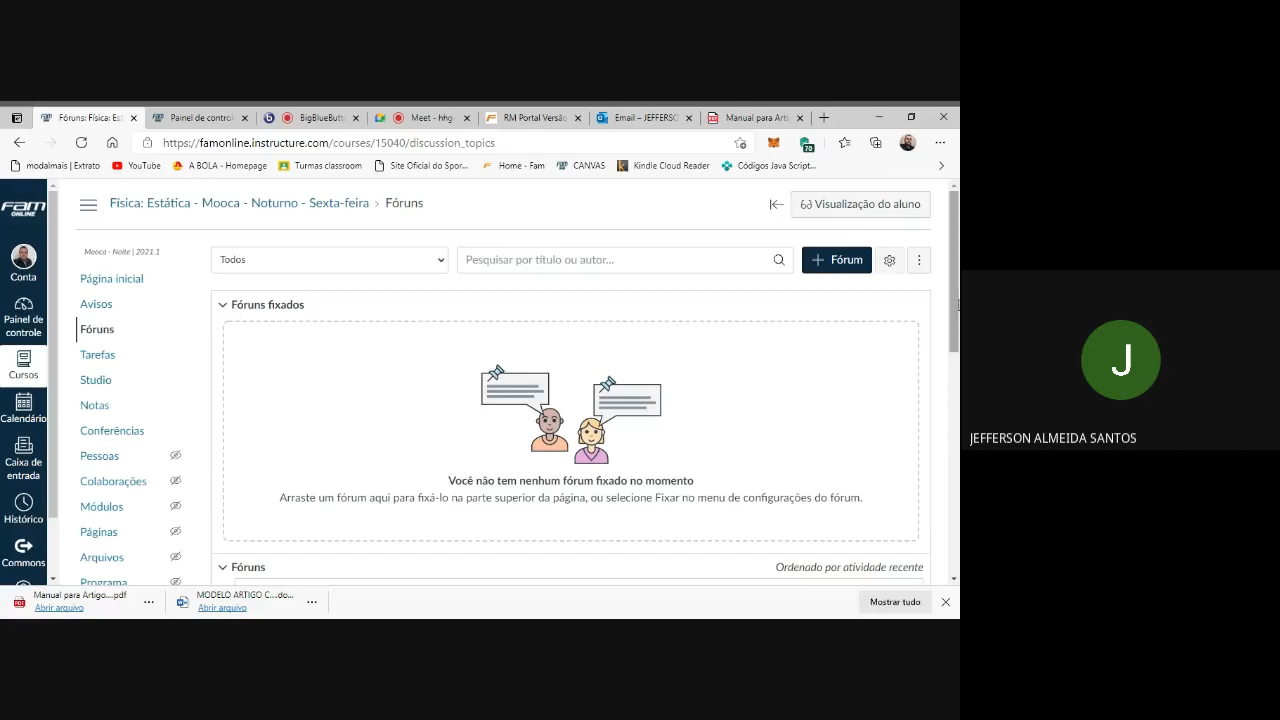 Fóruns: Física: Est
Painel de control
BigBlueButt
Meet - hhg-
RM Portal Versão
Email – JEFFERSO
Manual para Arti
https://famonline.instructure.com/courses/15040/discussion_topics
70
modalmais | Extrato
YouTube
A BOLA - Homepage
Turmas classroom
Site Oficial do Spor...
Home - Fam
CANVAS
Kindle Cloud Reader
Códigos Java Script...
fam
ONLINE
Conta
Painel de
controle
Cursos
Calendário
Caixa de
entrada
Histórico
Commons
Física: Estática - Mooca - Noturno - Sexta-feira > Fóruns
Visualização do aluno
Mooca - Noite | 2021.1
Página inicial
Avisos
Fóruns
Tarefas
Studio
Notas
Conferências
Pessoas
Colaborações
Módulos
Páginas
Arquivos
Programa
Todos
Pesquisar por título ou autor...
+ Fórum
Fóruns fixados
Você não tem nenhum fórum fixado no momento
Arraste um fórum aqui para fixá-lo na parte superior da página, ou selecione Fixar no menu de configurações do fórum.
Fóruns
Ordenado por atividade recente
Manual para Artigo....pdf
Abrir arquivo
MODELO ARTIGO C....do...
Abrir arquivo
Mostrar tudo
J
JEFFERSON ALMEIDA SANTOS